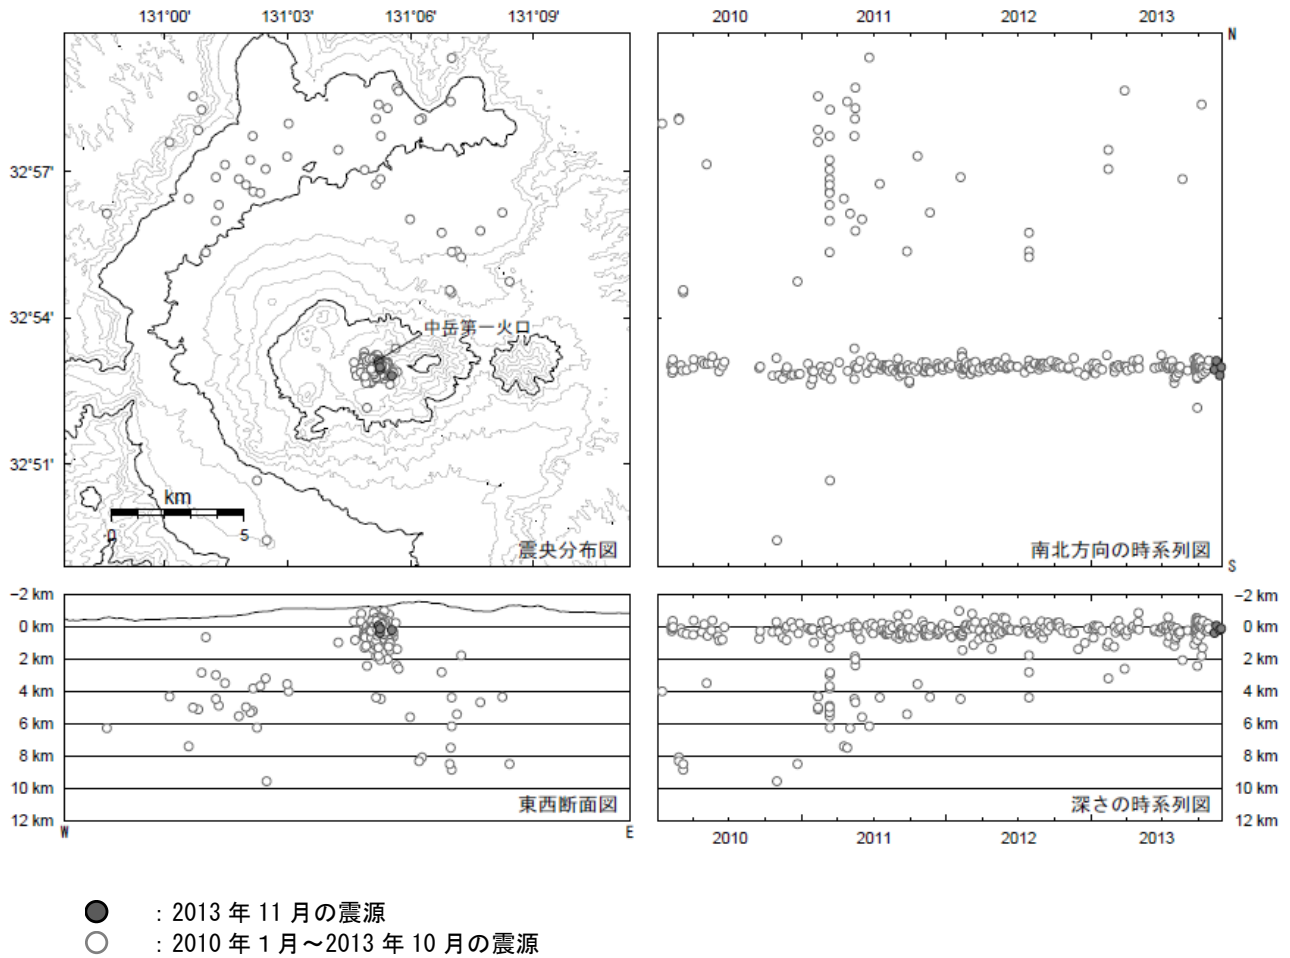 131°00' 131°03' 131°06' 131°09'
2010 2011 2012 2013
N
32°57'
32°54'
32°51'
中岳第一火口
km
0 5
震央分布図
南北方向の時系列図
S
-2 km
0 km
2 km
4 km
6 km
8 km
10 km
12 km
東西断面図
W E
深さの時系列図
-2 km
0 km
2 km
4 km
6 km
8 km
10 km
12 km
2010 2011 2012 2013
：2013 年 11 月の震源
：2010 年 1 月～2013 年 10 月の震源